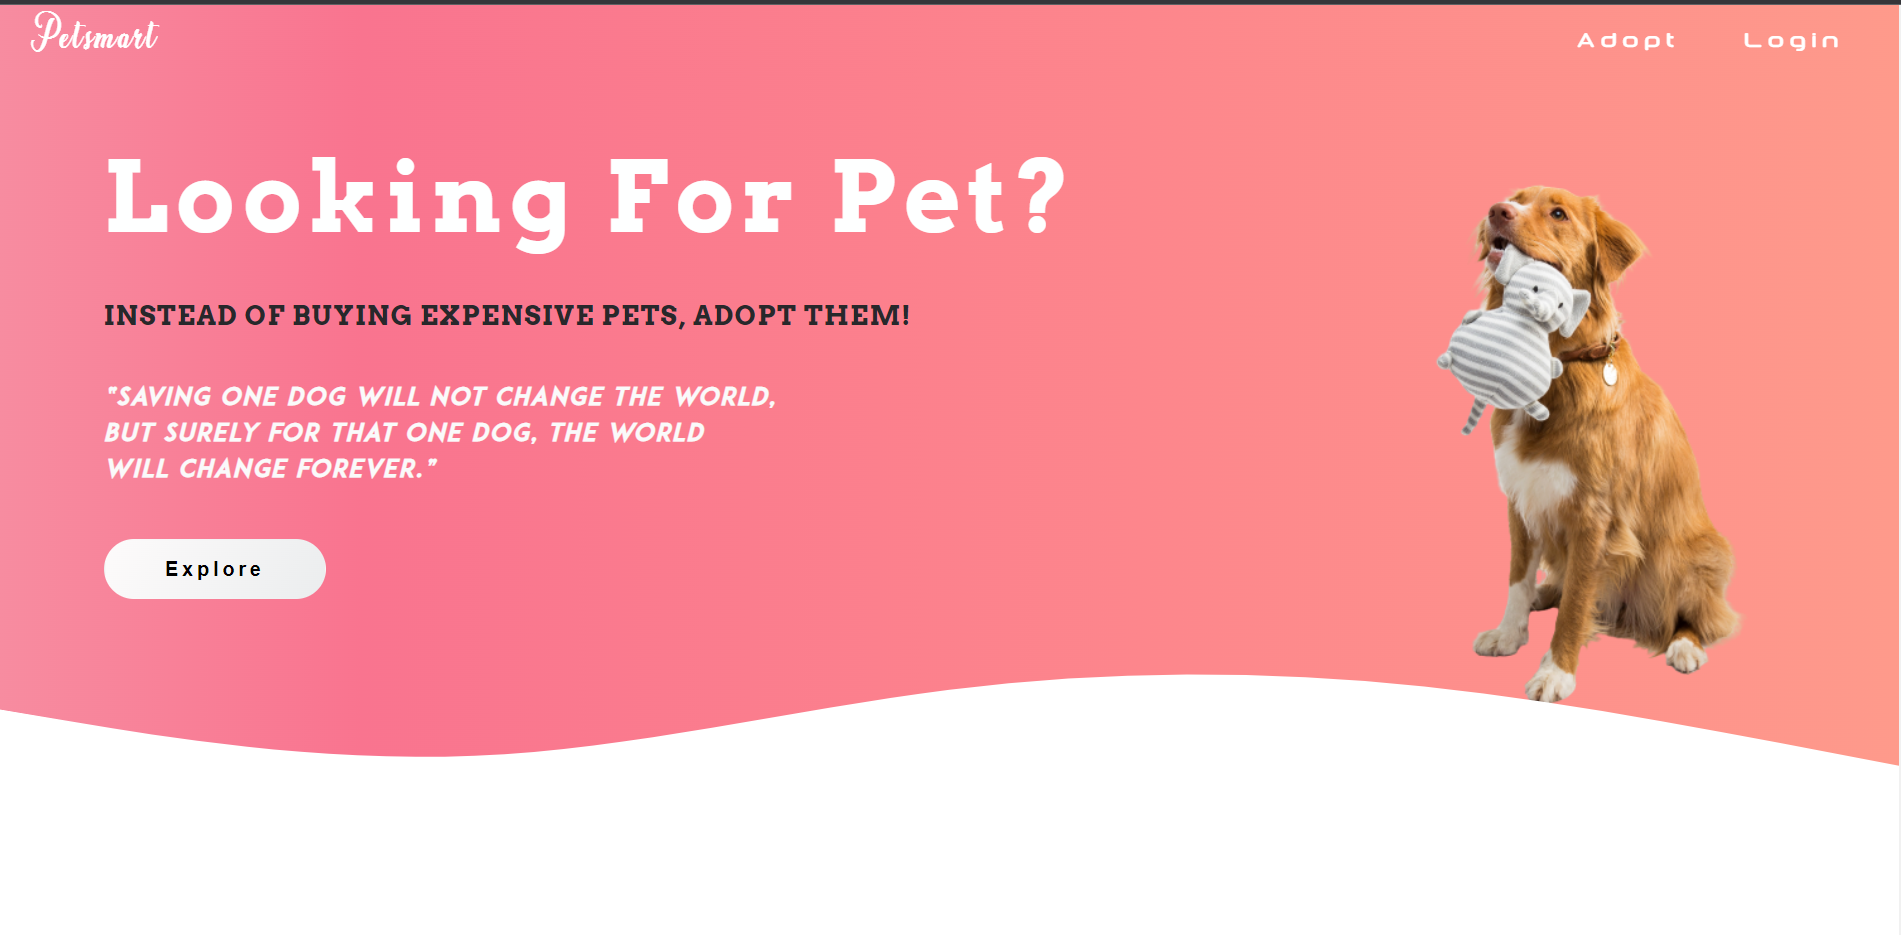 Petsmart
Adopt
Login
Looking For Pet?
INSTEAD OF BUYING EXPENSIVE PETS, ADOPT THEM!
"SAVING ONE DOG WILL NOT CHANGE THE WORLD,
BUT SURELY FOR THAT ONE DOG, THE WORLD
WILL CHANGE FOREVER."
Explore